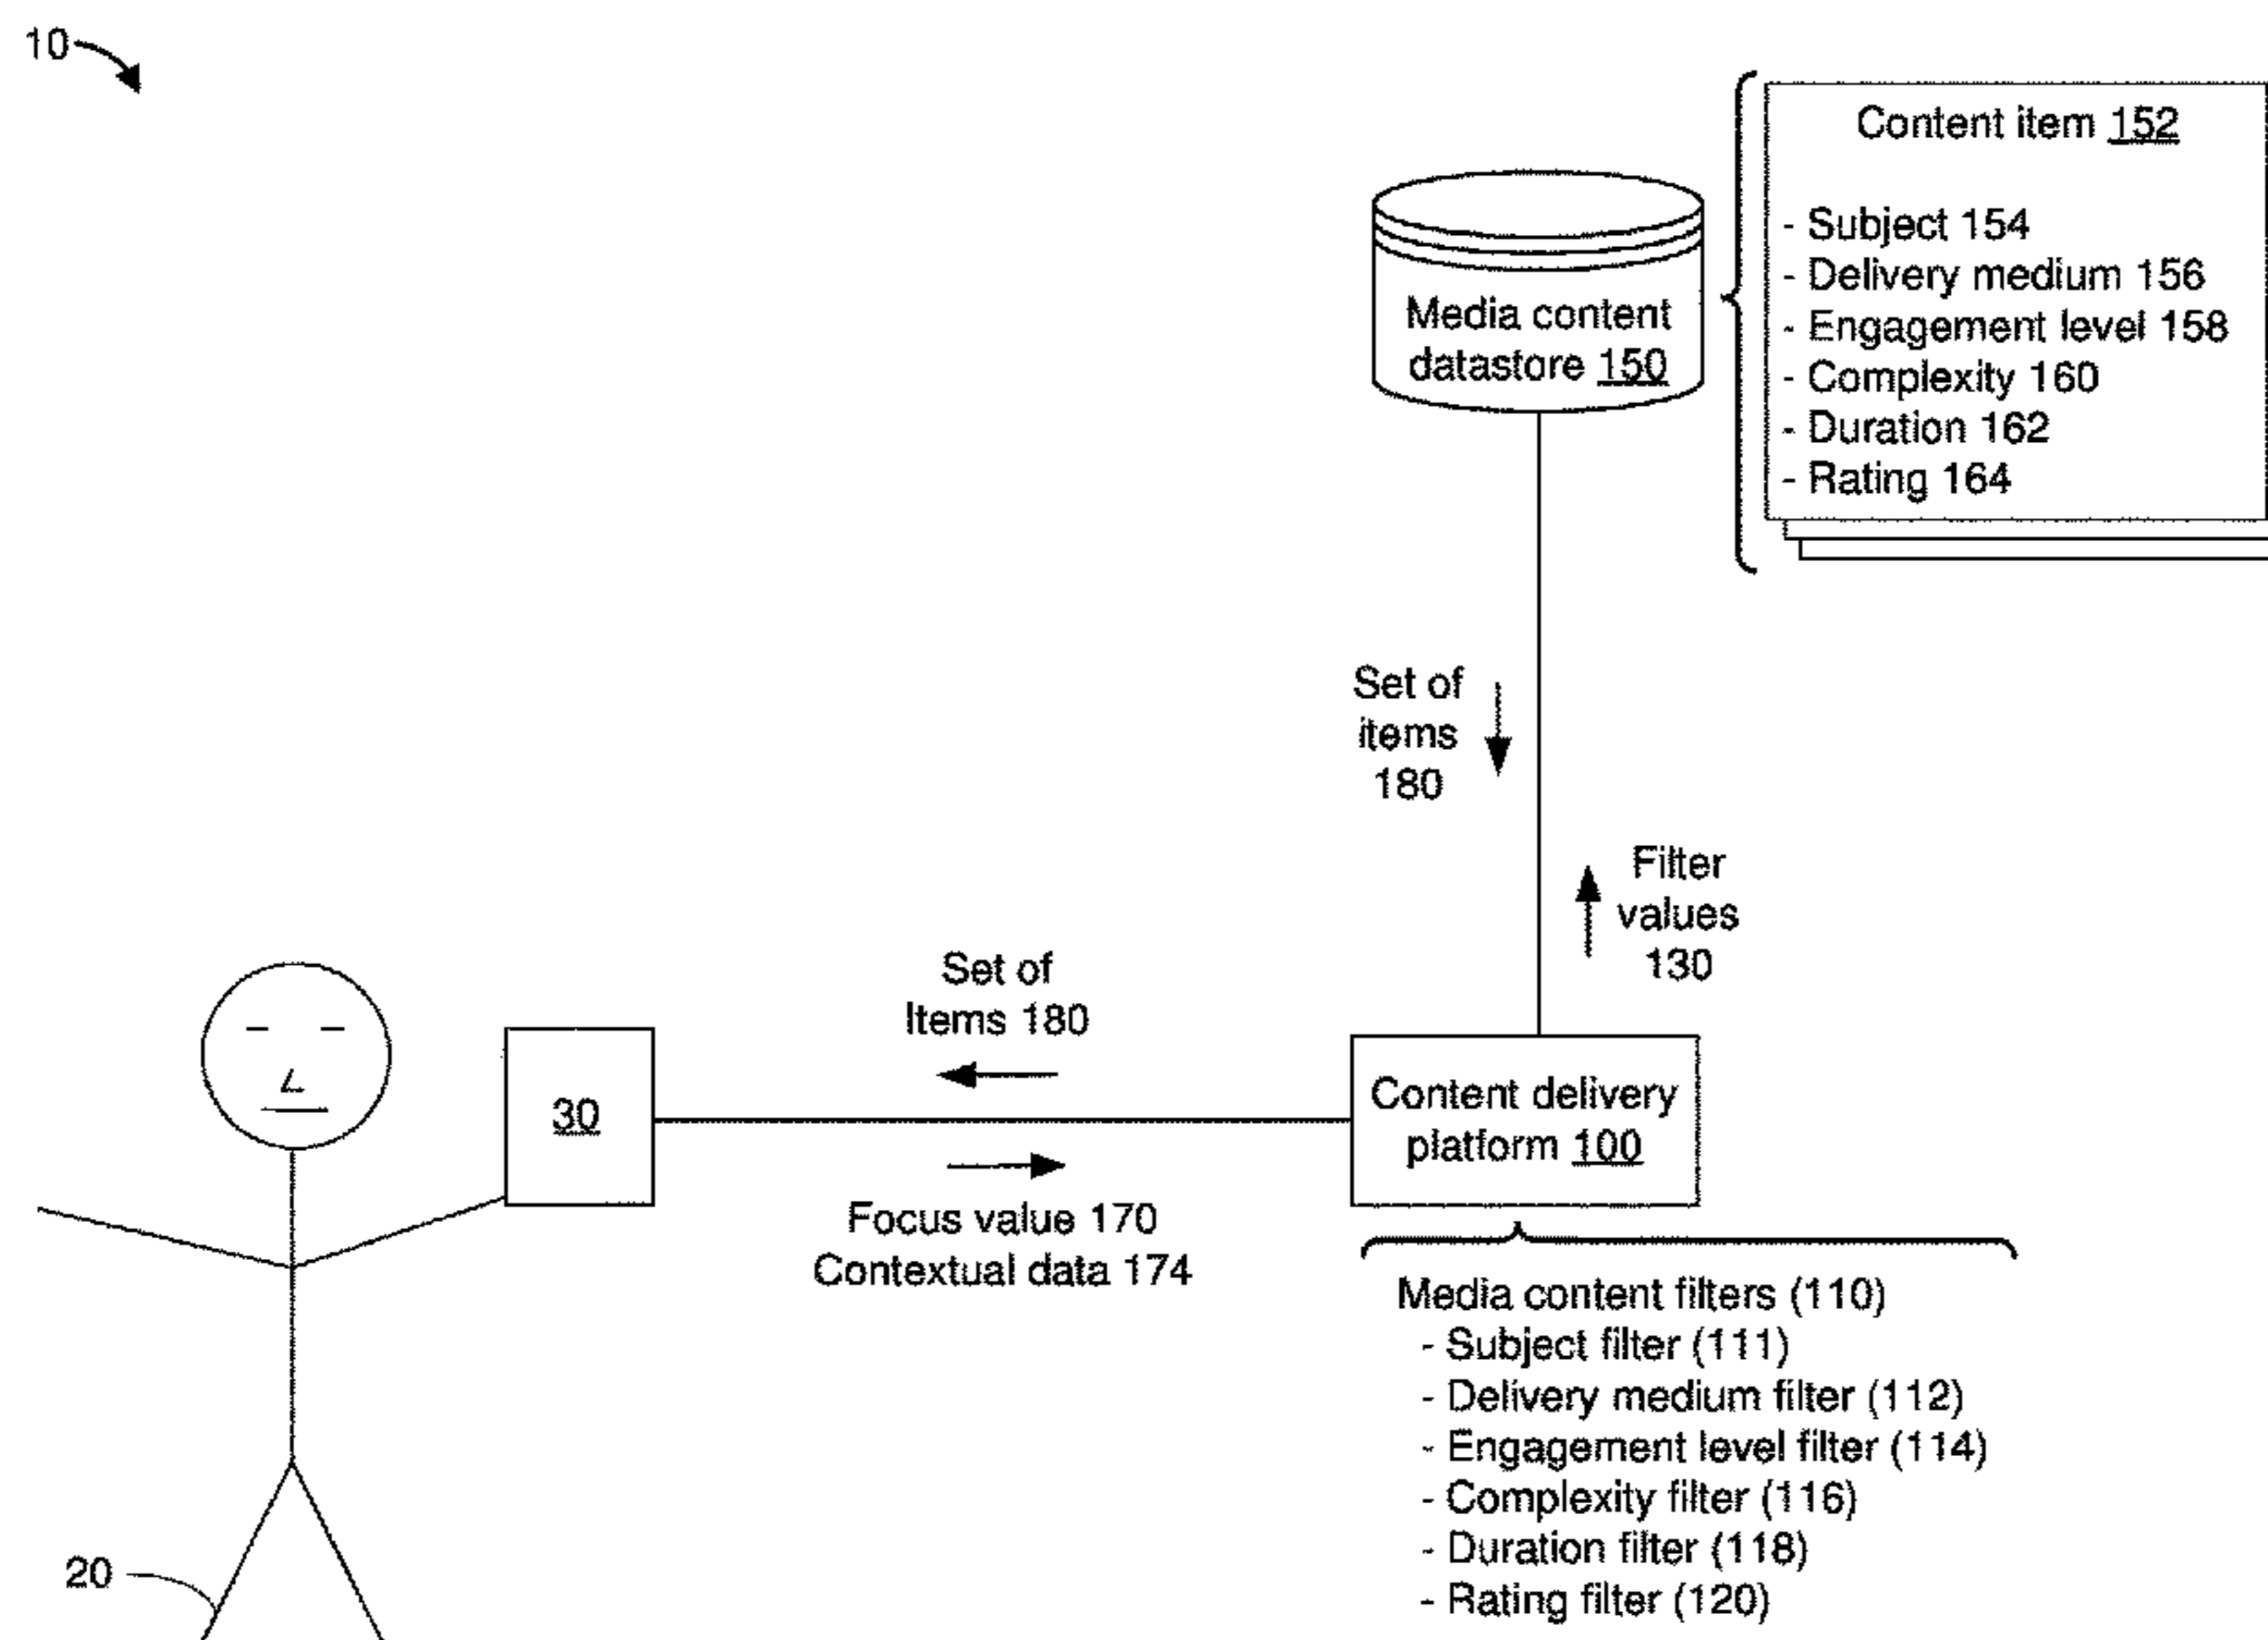 10
Content item 152
- Subject 154
- Delivery medium 156
- Engagement level 158
- Complexity 160
- Duration 162
- Rating 164
Media content
datastore 150
Set of
items
180
Filter
values
130
Set of
Items 180
30
Content delivery
platform 100
Focus value 170
Contextual data 174
Media content filters (110)
- Subject filter (111)
- Delivery medium filter (112)
- Engagement level filter (114)
- Complexity filter (116)
- Duration filter (118)
- Rating filter (120)
20